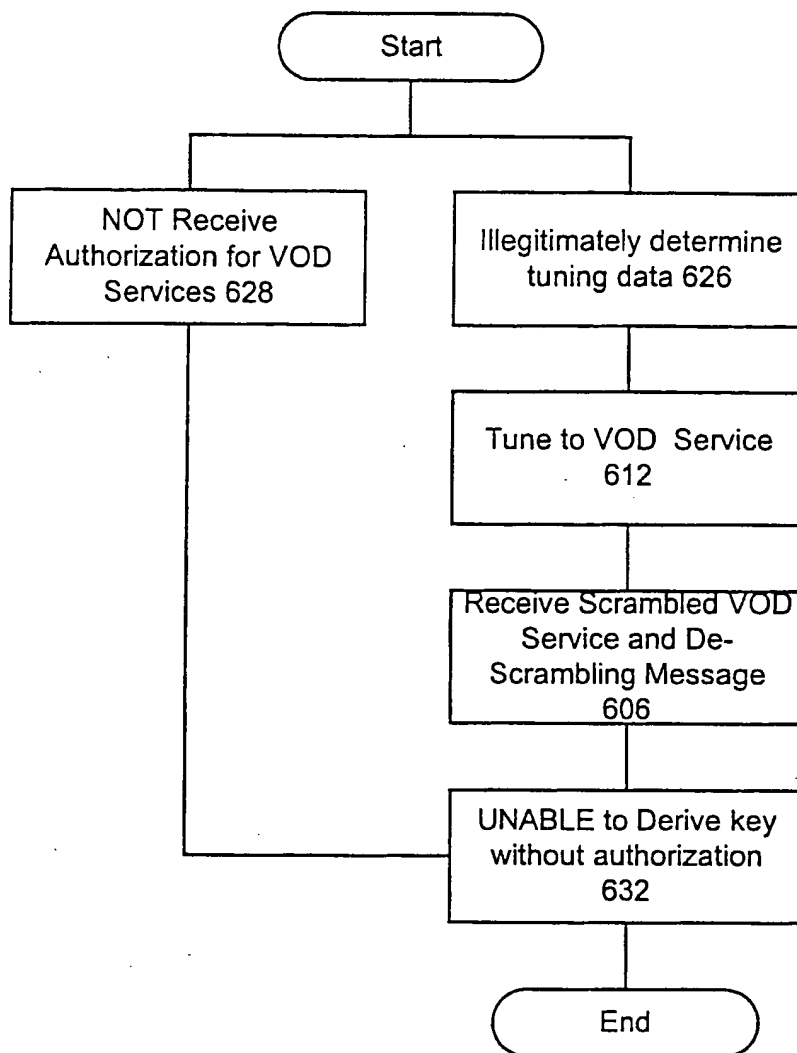 Start
NOT Receive
Authorization for VOD
Services 628
Illegitimately determine
tuning data 626
Tune to VOD Service
612
Receive Scrambled VOD
Service and De-
Scrambling Message
606
UNABLE to Derive key
without authorization
632
End